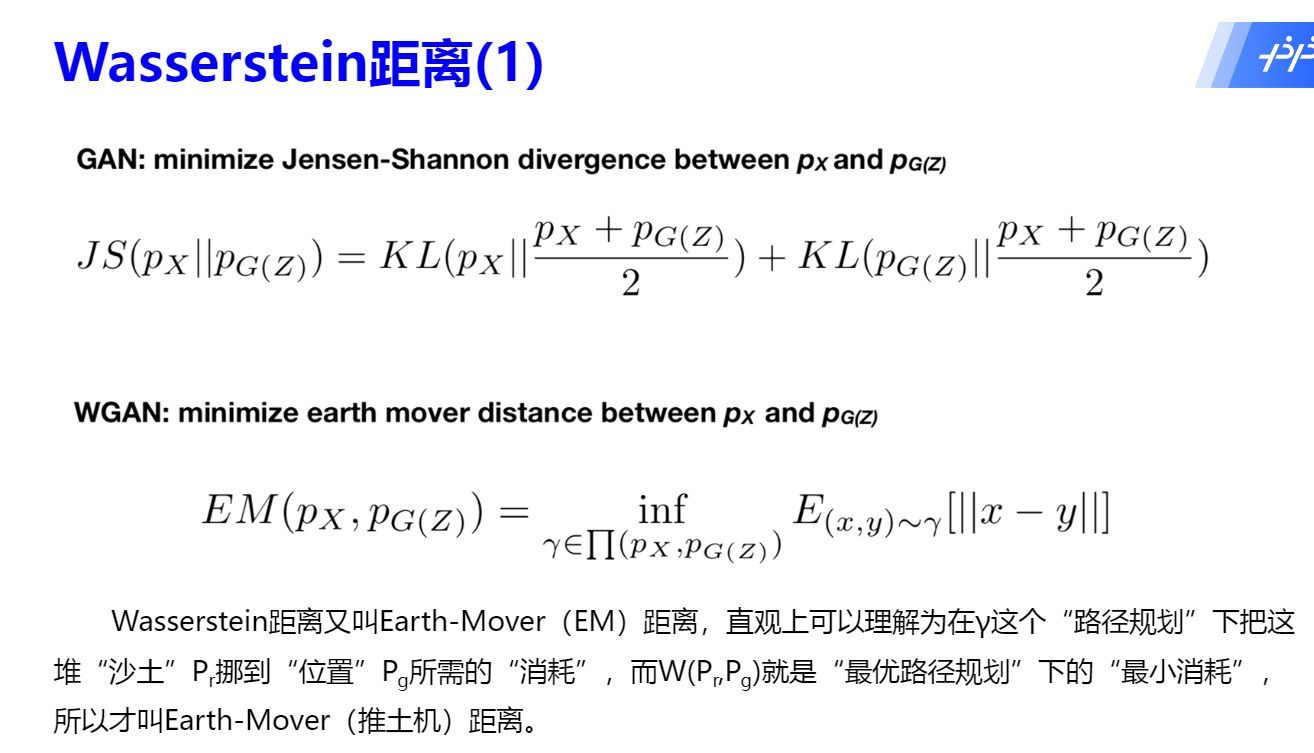 Wasserstein距离(1)
GAN: minimize Jensen-Shannon divergence between p_X and p_{G(Z)}
JS(p_X||p_{G(Z)}) = KL(p_X||\frac{p_X + p_{G(Z)}}{2}) + KL(p_{G(Z)}||\frac{p_X + p_{G(Z)}}{2})
WGAN: minimize earth mover distance between p_X and p_{G(Z)}
EM(p_X, p_{G(Z)}) = \inf_{γ∈∏(p_X,p_{G(Z)})} E_{(x,y)∼γ}[||x − y||]
Wasserstein距离又叫Earth-Mover（EM）距离，直观上可以理解为在γ这个“路径规划”下把这
堆“沙土”P_r挪到“位置”P_g所需的“消耗”，而W(P_r,P_g)就是“最优路径规划”下的“最小消耗”，
所以才叫Earth-Mover（推土机）距离。